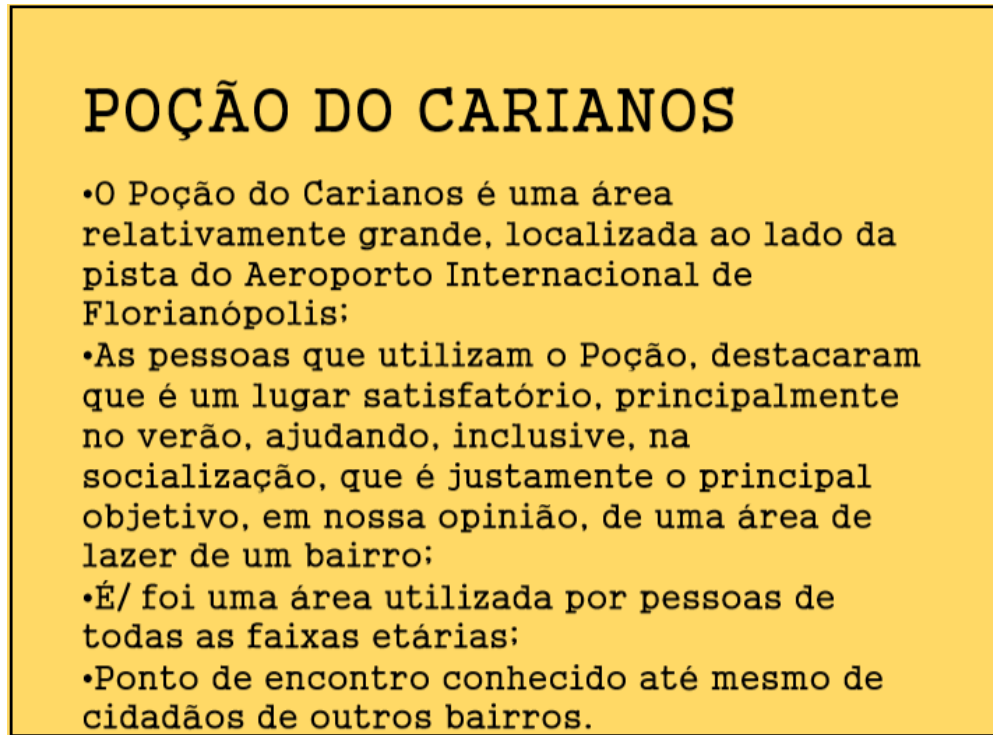 POÇÃO DO CARIANOS
•O Poção do Carianos é uma área
relativamente grande, localizada ao lado da
pista do Aeroporto Internacional de
Florianópolis;
•As pessoas que utilizam o Poção, destacaram
que é um lugar satisfatório, principalmente
no verão, ajudando, inclusive, na
socialização, que é justamente o principal
objetivo, em nossa opinião, de uma área de
lazer de um bairro;
•É/ foi uma área utilizada por pessoas de
todas as faixas etárias;
•Ponto de encontro conhecido até mesmo de
cidadãos de outros bairros.